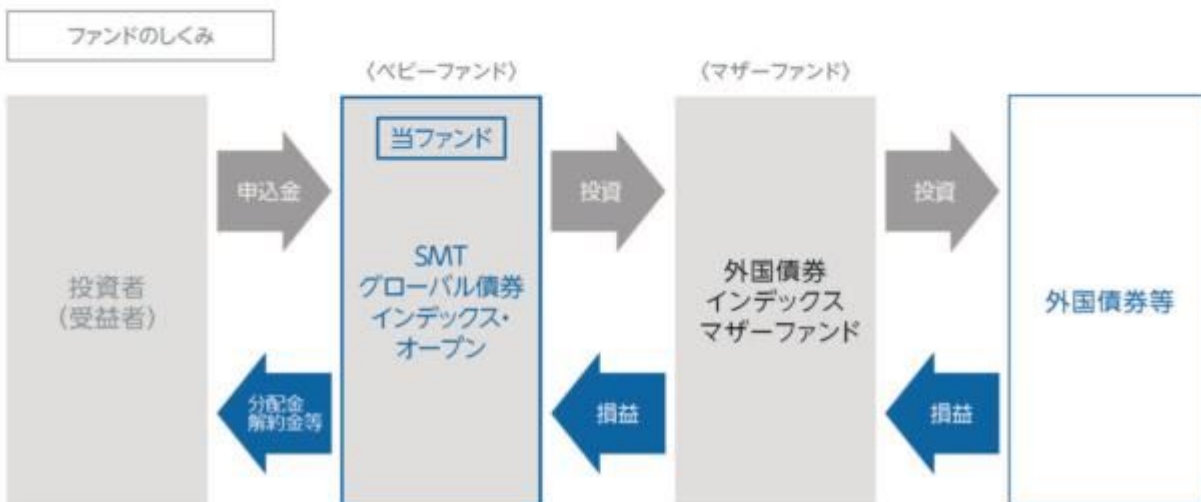 ファンドのしくみ
〈ベビーファンド〉
〈マザーファンド〉
投資者
（受益者）
申込金
分配金
解約金等
当ファンド
SMT
グローバル債券
インデックス・
オープン
投資
損益
外国債券
インデックス
マザーファンド
投資
損益
外国債券等